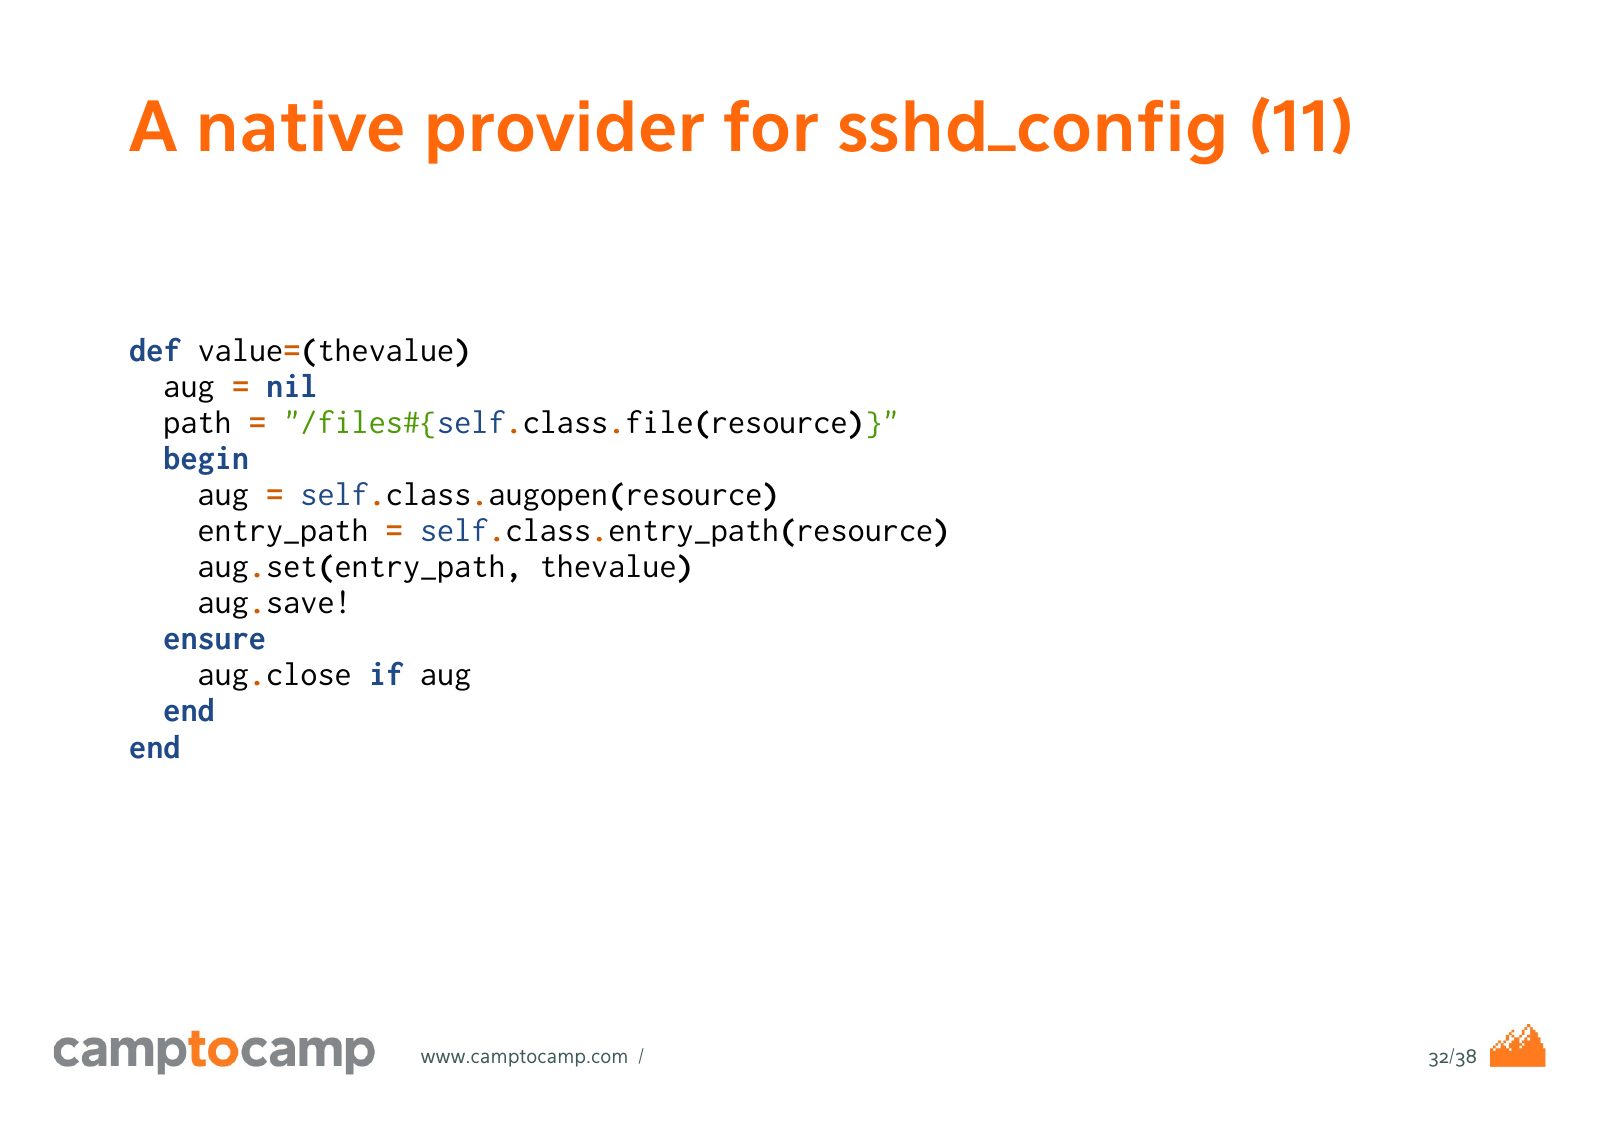 A native provider for sshd_config (11)
def value=(thevalue)
  aug = nil
  path = "/files#{self.class.file(resource)}"
  begin
    aug = self.class.augopen(resource)
    entry_path = self.class.entry_path(resource)
    aug.set(entry_path, thevalue)
    aug.save!
  ensure
    aug.close if aug
  end
end
camptocamp www.camptocamp.com / 32/38